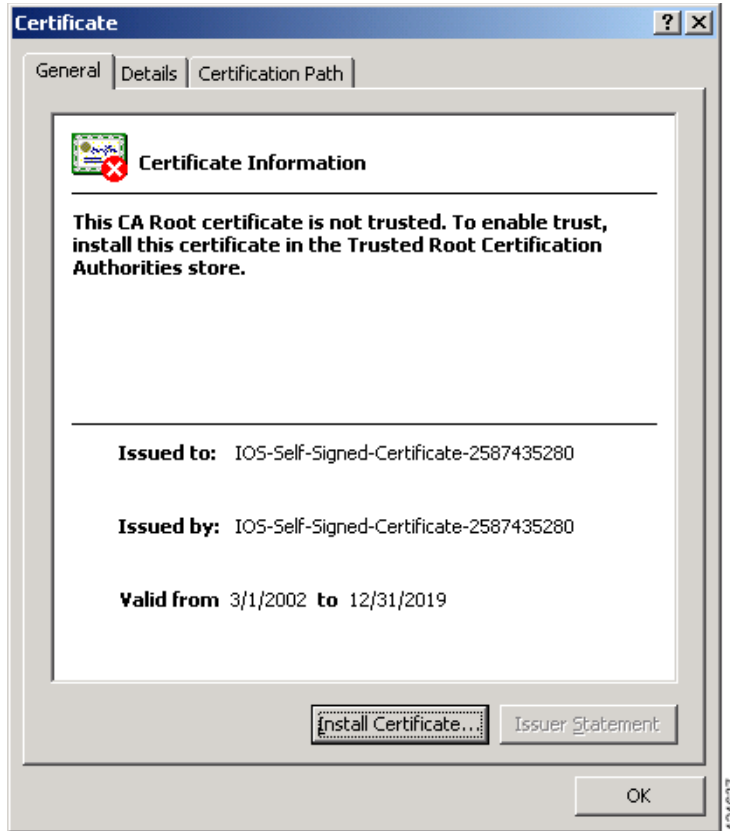 Certificate
? X
General Details Certification Path
Certificate Information
This CA Root certificate is not trusted. To enable trust,
install this certificate in the Trusted Root Certification
Authorities store.
Issued to: IOS-Self-Signed-Certificate-2587435280
Issued by: IOS-Self-Signed-Certificate-2587435280
Valid from 3/1/2002 to 12/31/2019
Install Certificate... Issuer Statement
OK